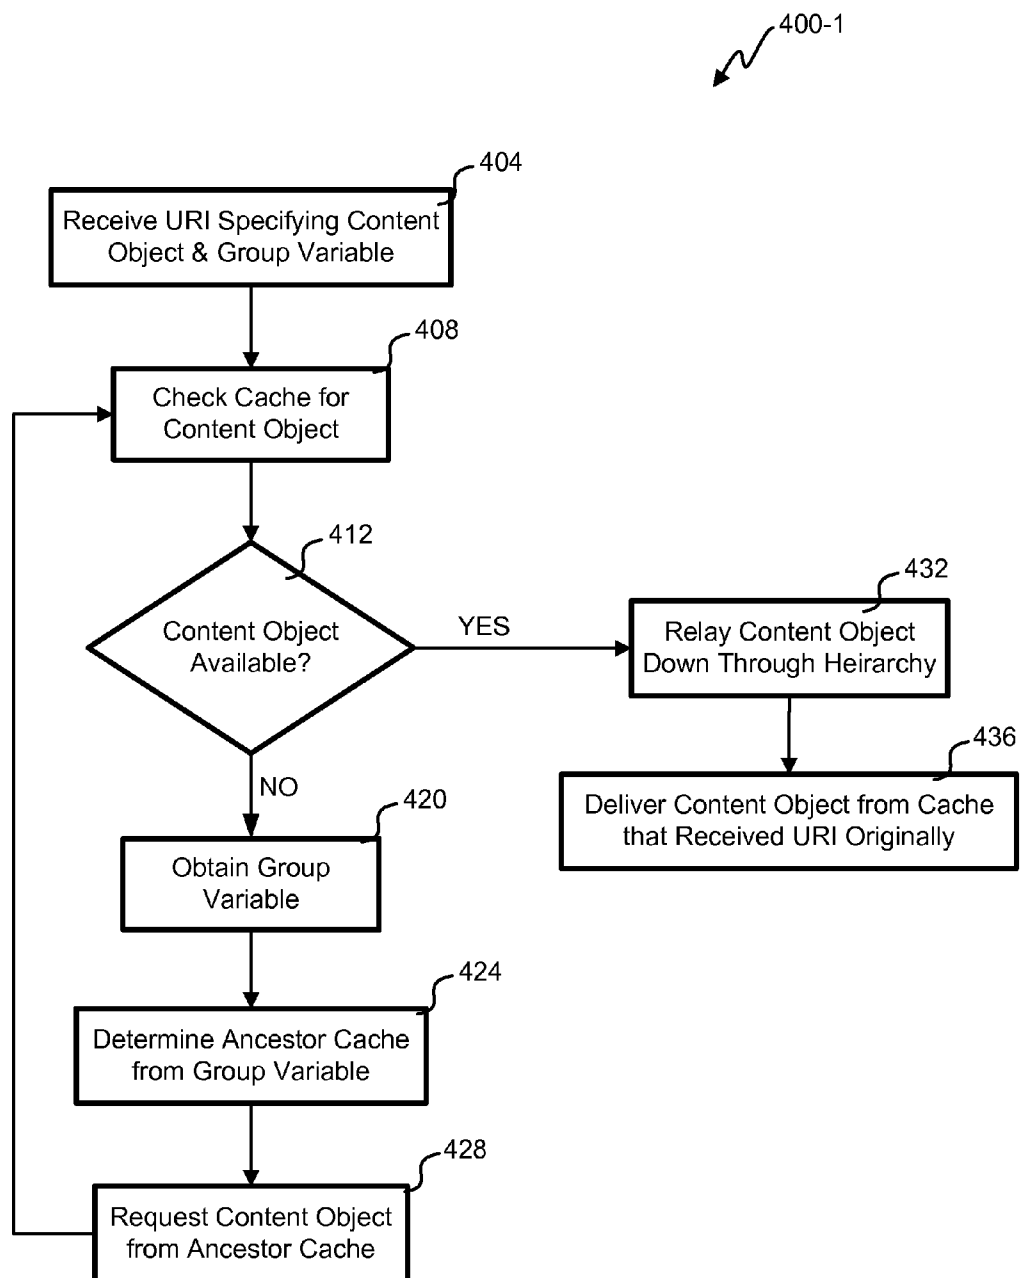 400-1
404
Receive URI Specifying Content
Object & Group Variable
408
Check Cache for
Content Object
412
Content Object
Available?
YES
432
Relay Content Object
Down Through Heirarchy
436
Deliver Content Object from Cache
that Received URI Originally
NO
420
Obtain Group
Variable
424
Determine Ancestor Cache
from Group Variable
428
Request Content Object
from Ancestor Cache